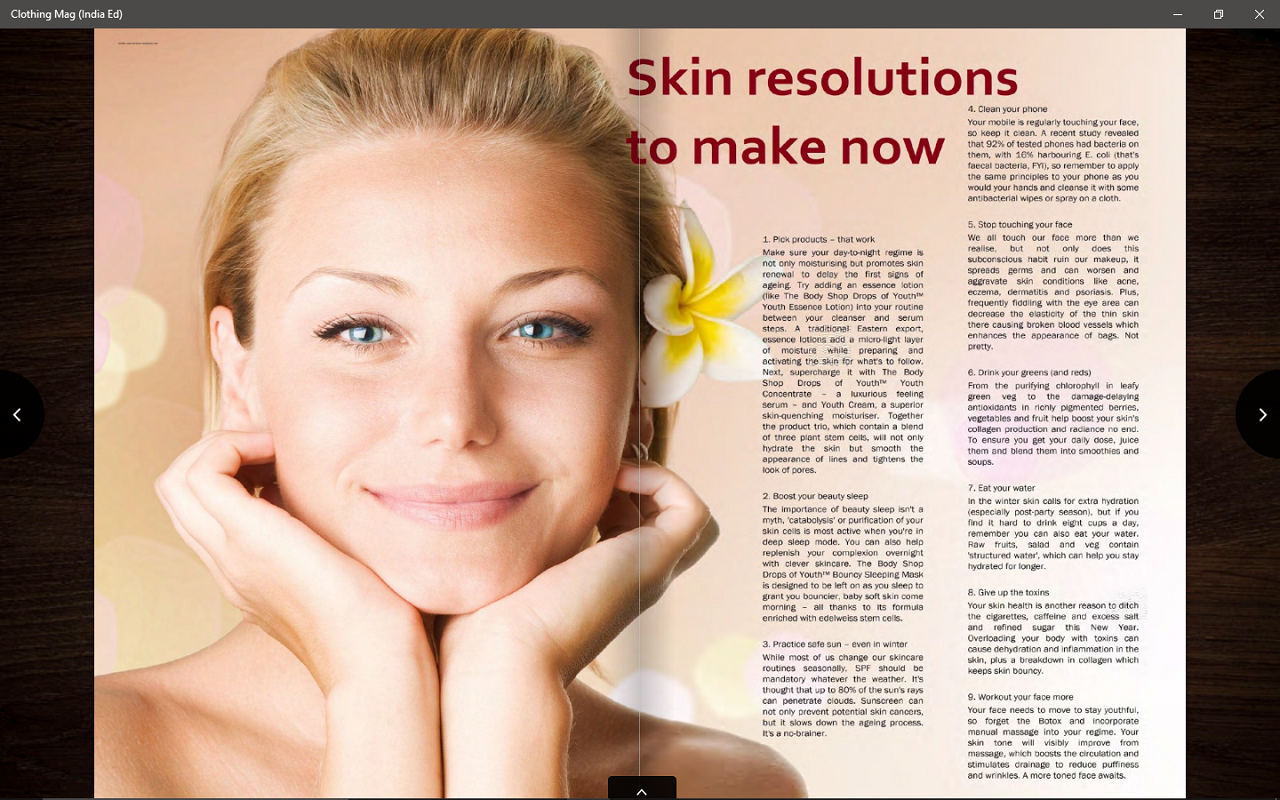 Clothing Mag (India Ed)
Skin resolutions
to make now
1. Pick products – that work
Make sure your day-to-night regime is
not only moisturising but promotes skin
renewal to delay the first signs of
ageing. Try adding an essence lotion
(like The Body Shop Drops of Youth™
Youth Essence Lotion) into your routine
between your cleanser and serum
steps. A traditional Eastern export,
essence lotions add a micro-light layer
of moisture while preparing and
activating the skin for what's to follow.
Next, supercharge it with The Body
Shop Drops of Youth™ Youth
Concentrate – a luxurious feeling
serum – and Youth Cream, a superior
skin-quenching moisturiser. Together
the product trio, which contain a blend
of three plant stem cells, will not only
hydrate the skin but smooth the
appearance of lines and tightens the
look of pores.
2. Boost your beauty sleep
The importance of beauty sleep isn't a
myth, 'catabolysis' or purification of your
skin cells is most active when you're in
deep sleep mode. You can also help
replenish your complexion overnight
with clever skincare. The Body Shop
Drops of Youth™ Bouncy Sleeping Mask
is designed to be left on as you sleep to
grant you bouncier, baby soft skin come
morning – all thanks to its formula
enriched with edelweiss stem cells.
3. Practice safe sun – even in winter
While most of us change our skincare
routines seasonally, SPF should be
mandatory whatever the weather. It's
thought that up to 80% of the sun's rays
can penetrate clouds. Sunscreen can
not only prevent potential skin cancers,
but it slows down the ageing process.
It's a no-brainer.
4. Clean your phone
Your mobile is regularly touching your face,
so keep it clean. A recent study revealed
that 92% of tested phones had bacteria on
them, with 16% harbouring E. coli (that's
faecal bacteria, FYI), so remember to apply
the same principles to your phone as you
would your hands and cleanse it with some
antibacterial wipes or spray on a cloth.
5. Stop touching your face
We all touch our face more than we
realise, but not only does this
subconscious habit ruin our makeup, it
spreads germs and can worsen and
aggravate skin conditions like acne,
eczema, dermatitis and psoriasis. Plus,
frequently fiddling with the eye area can
decrease the elasticity of the thin skin
there causing broken blood vessels which
enhances the appearance of bags. Not
pretty.
6. Drink your greens (and reds)
From the purifying chlorophyll in leafy
green veg to the damage-delaying
antioxidants in richly pigmented berries,
vegetables and fruit help boost your skin's
collagen production and radiance no end.
To ensure you get your daily dose, juice
them and blend them into smoothies and
soups.
7. Eat your water
In the winter skin calls for extra hydration
(especially post-party season), but if you
find it hard to drink eight cups a day,
remember you can also eat your water.
Raw fruits, salad and veg contain
'structured water', which can help you stay
hydrated for longer.
8. Give up the toxins
Your skin health is another reason to ditch
the cigarettes, caffeine and excess salt
and refined sugar this New Year.
Overloading your body with toxins can
cause dehydration and inflammation in the
skin, plus a breakdown in collagen which
keeps skin bouncy.
9. Workout your face more
Your face needs to move to stay youthful,
so forget the Botox and incorporate
manual massage into your regime. Your
skin tone will visibly improve from
massage, which boosts the circulation and
stimulates drainage to reduce puffiness
and wrinkles. A more toned face awaits.